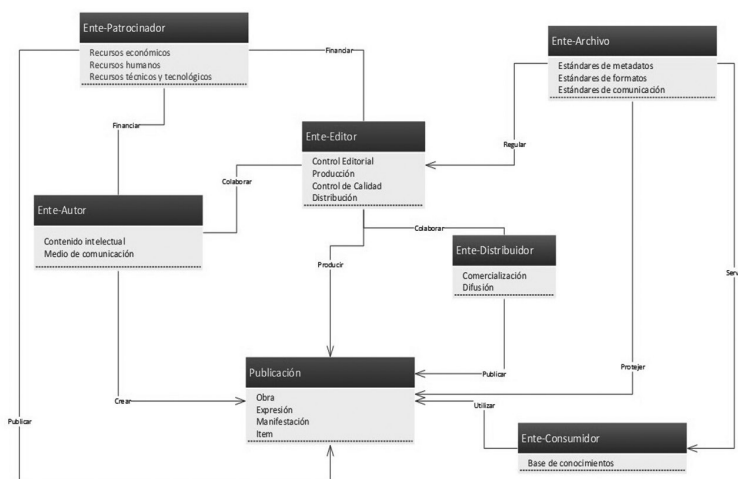 Ente-Patrocinador
Recursos económicos
Recursos humanos
Recursos técnicos y tecnológicos
Financiar
Ente-Archivo
Estándares de metadatos
Estándares de formatos
Estándares de comunicación
Financiar
Ente-Editor
Control Editorial
Producción
Control de Calidad
Distribución
Regular
Colaborar
Ente-Autor
Contenido intelectual
Medio de comunicación
Colaborar
Ente-Distribuidor
Comercialización
Difusión
Producir
Serv
Publicación
Obra
Expresión
Manifestación
Item
Publicar
Protejer
Crear
Utilizar
Publicar
Ente-Consumidor
Base de conocimientos